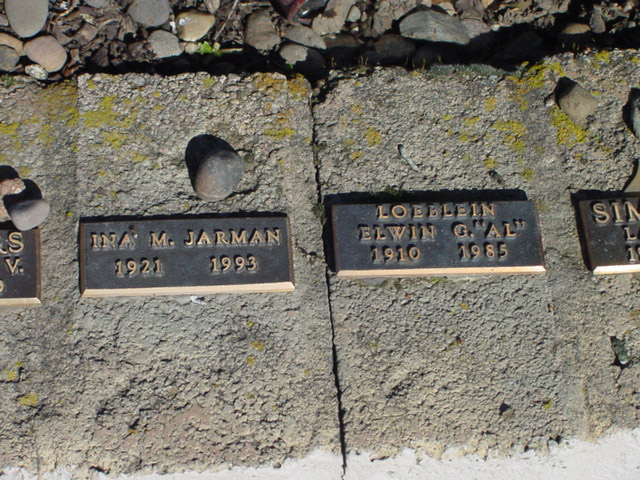 INA M. JARMAN
1921 1993
LOEBLEIN
ELWIN G. "AL"
1910 1985
V.